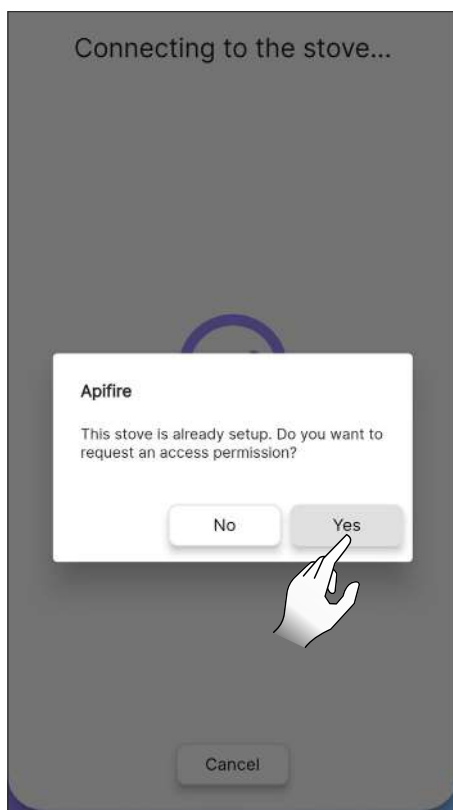 Connecting to the stove...
Apifire
This stove is already setup. Do you want to
request an access permission?
No
Yes
Cancel